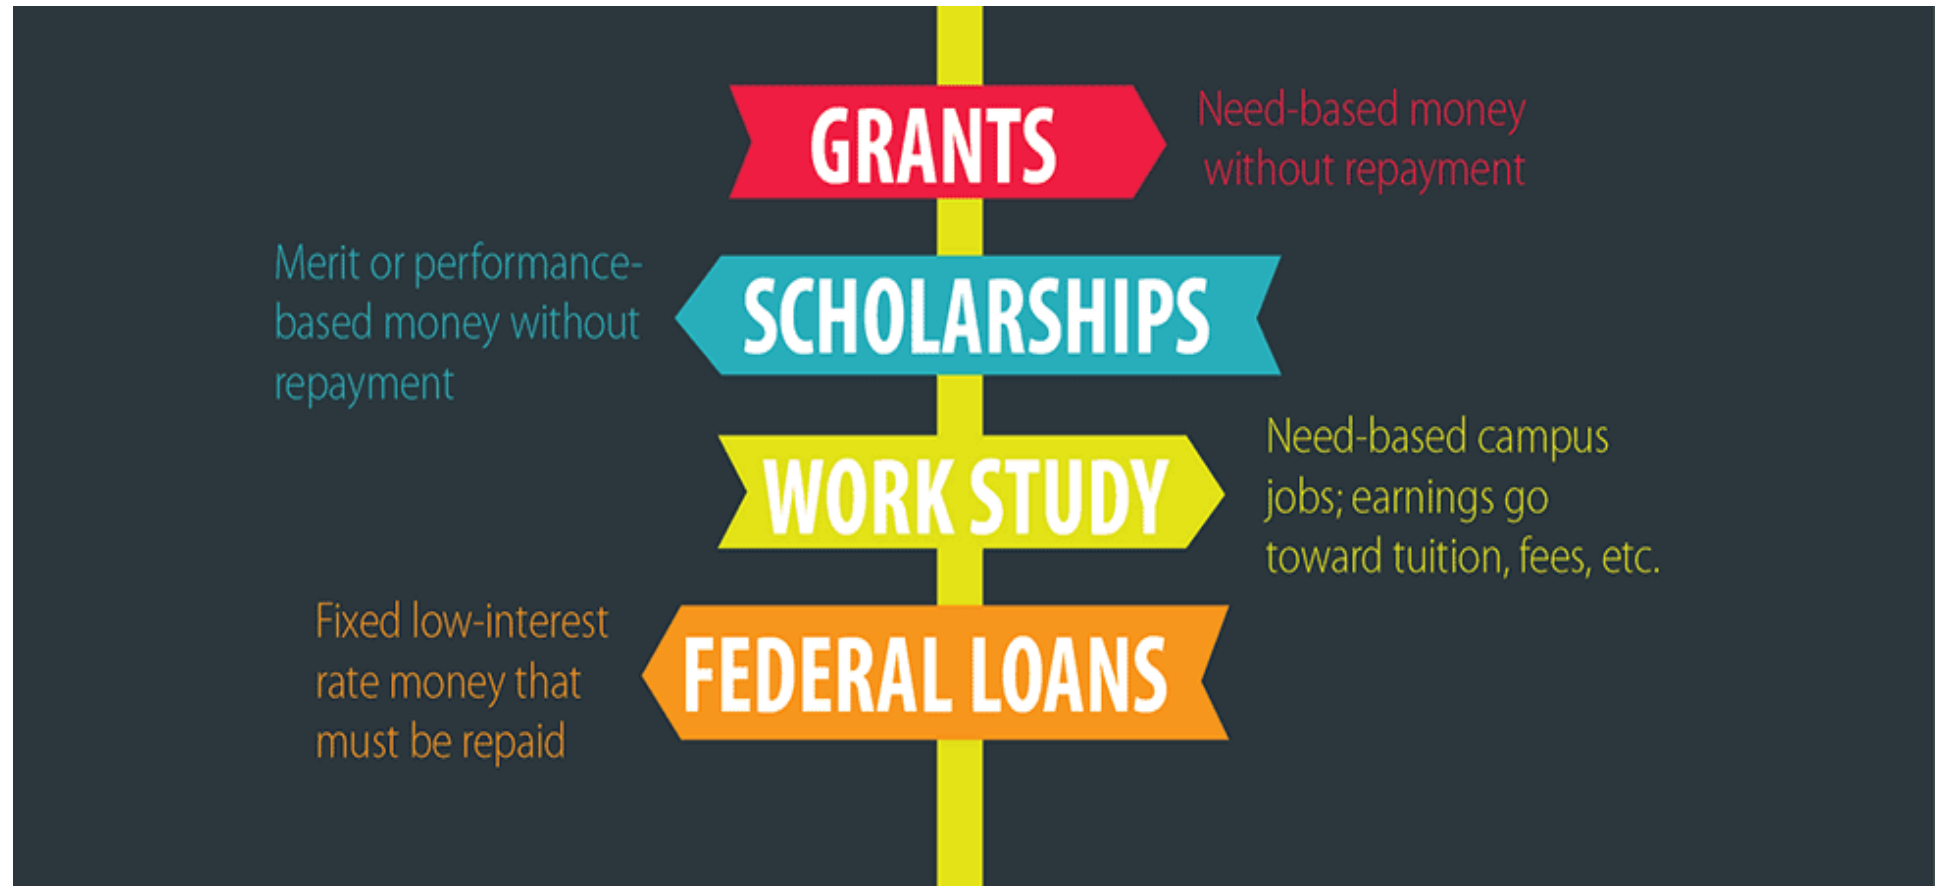 GRANTS
Need-based money
without repayment
SCHOLARSHIPS
Merit or performance-
based money without
repayment
WORK STUDY
Need-based campus
jobs; earnings go
toward tuition, fees, etc.
FEDERAL LOANS
Fixed low-interest
rate money that
must be repaid